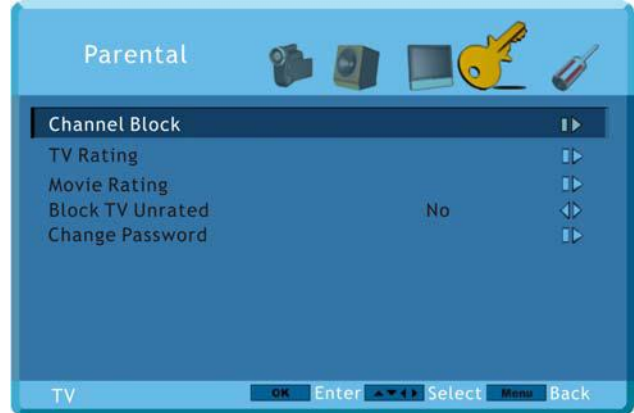 Parental
Channel Block
TV Rating
Movie Rating
Block TV Unrated No
Change Password
TV OK Enter Select Menu Back